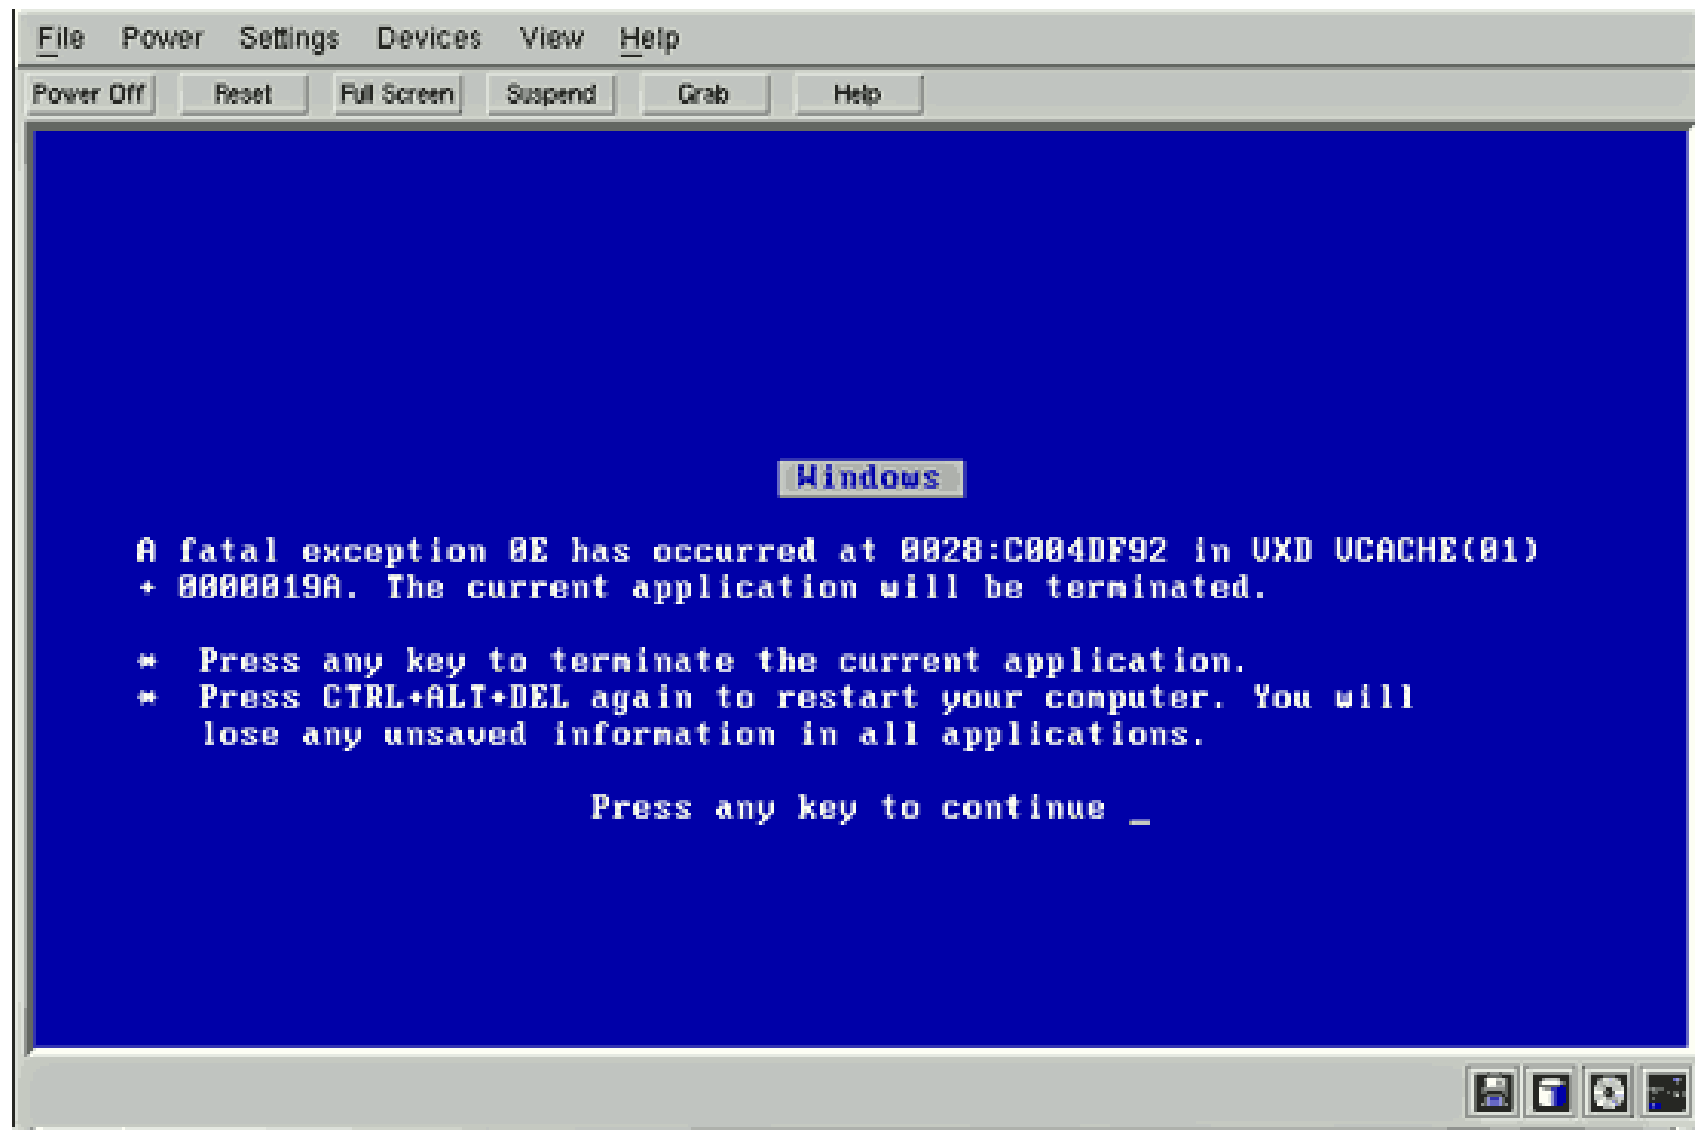 File Power Settings Devices View Help
Power Off Reset Full Screen Suspend Grab Help
Windows
A fatal exception 0E has occurred at 0028:C004DF92 in VXD VCACHE(01)
+ 0000019A. The current application will be terminated.
* Press any key to terminate the current application.
* Press CTRL+ALT+DEL again to restart your computer. You will
lose any unsaved information in all applications.
Press any key to continue _